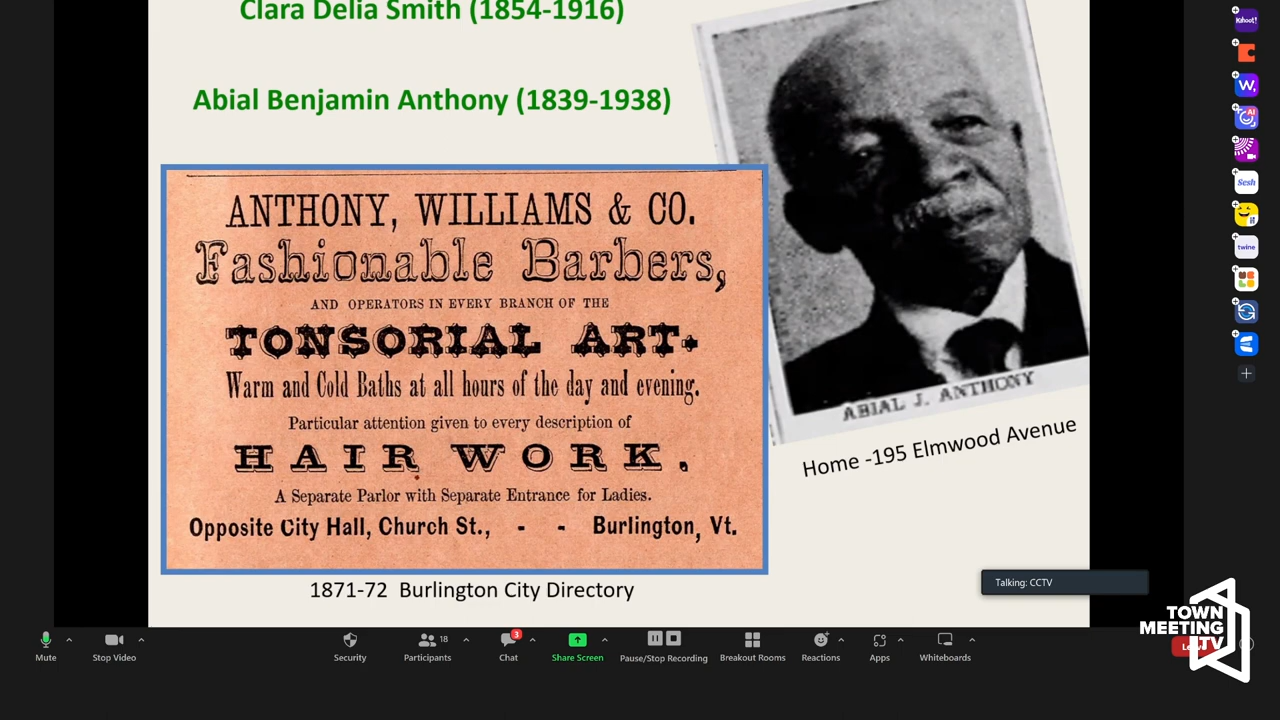 Clara Delia Smith (1854-1916)
Abial Benjamin Anthony (1839-1938)
ANTHONY, WILLIAMS & CO.
Fashionable Barbers,
AND OPERATORS IN EVERY BRANCH OF THE
TONSORIAL ART.
Warm and Cold Baths at all hours of the day and evening.
Particular attention given to every description of
HAIR WORK.
A Separate Parlor with Separate Entrance for Ladies.
Opposite City Hall, Church St., - - Burlington, Vt.
1871-72 Burlington City Directory
ABIAL J. ANTHONY
Home -195 Elmwood Avenue
Kahoot!
W
AI
Sesh
twine
Talking: CCTV
TOWN
MEETING
TV
18
3
Mute
Stop Video
Security
Participants
Chat
Share Screen
Pause/Stop Recording
Breakout Rooms
Reactions
Apps
Whiteboards